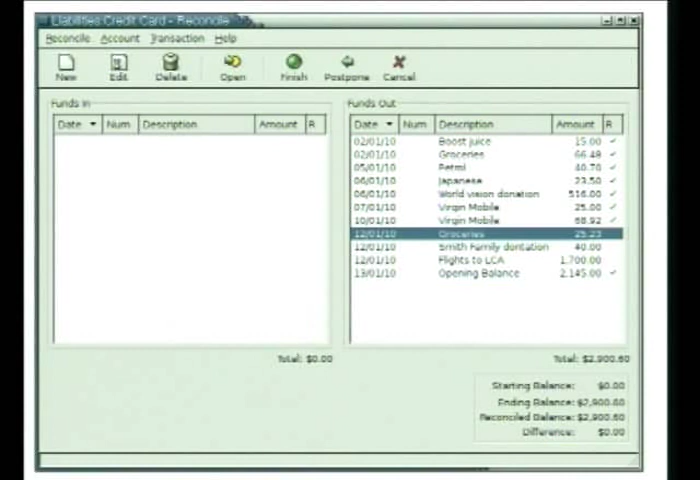 Liabilities:Credit Card - Reconcile
Reconcile Account Transaction Help
New Edit Delete Open Finish Postpone Cancel
Funds In
Date Num Description Amount R
Total: $0.00
Funds Out
Date Num Description Amount R
02/01/10 Boost juice 15.00 ✓
02/01/10 Groceries 66.48 ✓
05/01/10 Petrol 40.70 ✓
06/01/10 Japanese 23.50 ✓
06/01/10 World vision donation 516.00 ✓
07/01/10 Virgin Mobile 25.00 ✓
10/01/10 Virgin Mobile 68.92 ✓
12/01/10 Groceries 25.23
12/01/10 Smith Family dontation 40.00
12/01/10 Flights to LCA 1,700.00
13/01/10 Opening Balance 2,145.00 ✓
Total: $2,900.60
Starting Balance: $0.00
Ending Balance: $2,900.60
Reconciled Balance: $2,900.60
Difference: $0.00